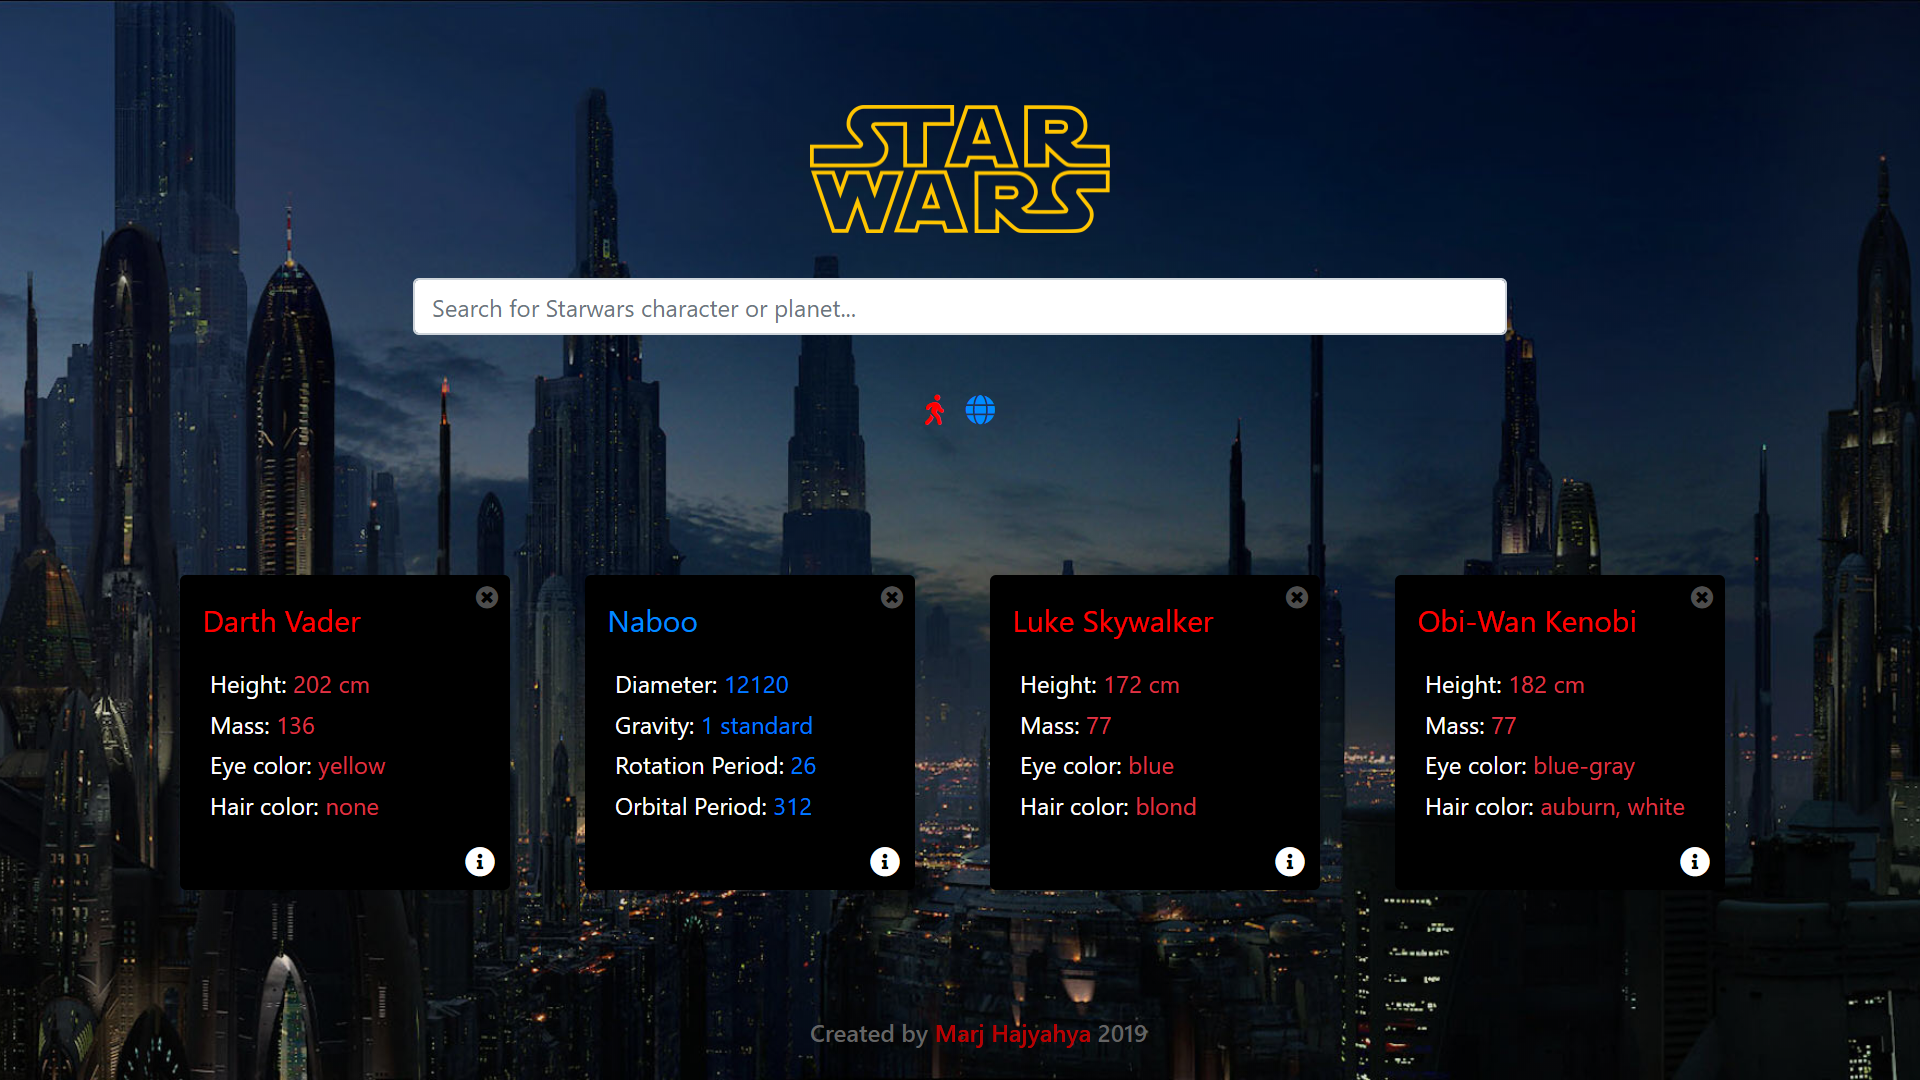 STAR
WARS
Search for Starwars character or planet...
Darth Vader
Height: 202 cm
Mass: 136
Eye color: yellow
Hair color: none
Naboo
Diameter: 12120
Gravity: 1 standard
Rotation Period: 26
Orbital Period: 312
Luke Skywalker
Height: 172 cm
Mass: 77
Eye color: blue
Hair color: blond
Obi-Wan Kenobi
Height: 182 cm
Mass: 77
Eye color: blue-gray
Hair color: auburn, white
Created by Marj Hajyahya 2019